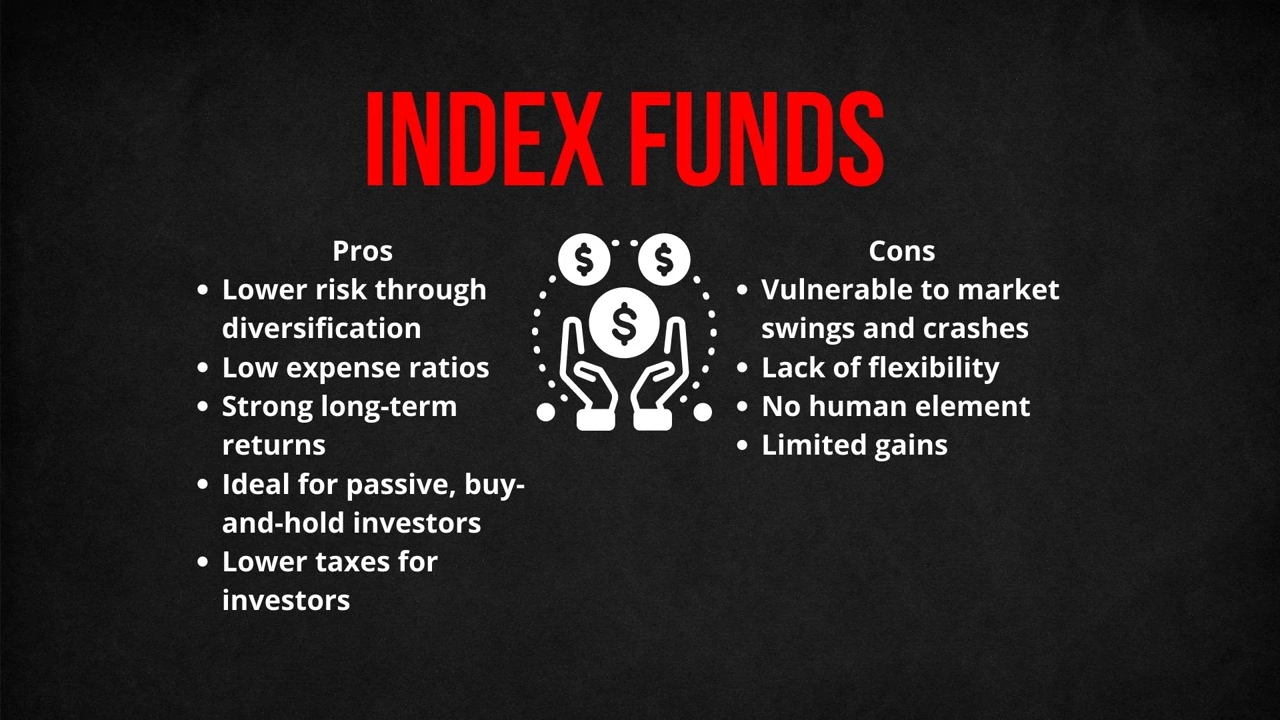 INDEX FUNDS
Pros
• Lower risk through
diversification
• Low expense ratios
• Strong long-term
returns
• Ideal for passive, buy-
and-hold investors
• Lower taxes for
investors
$ $
$
Cons
• Vulnerable to market
swings and crashes
• Lack of flexibility
• No human element
• Limited gains